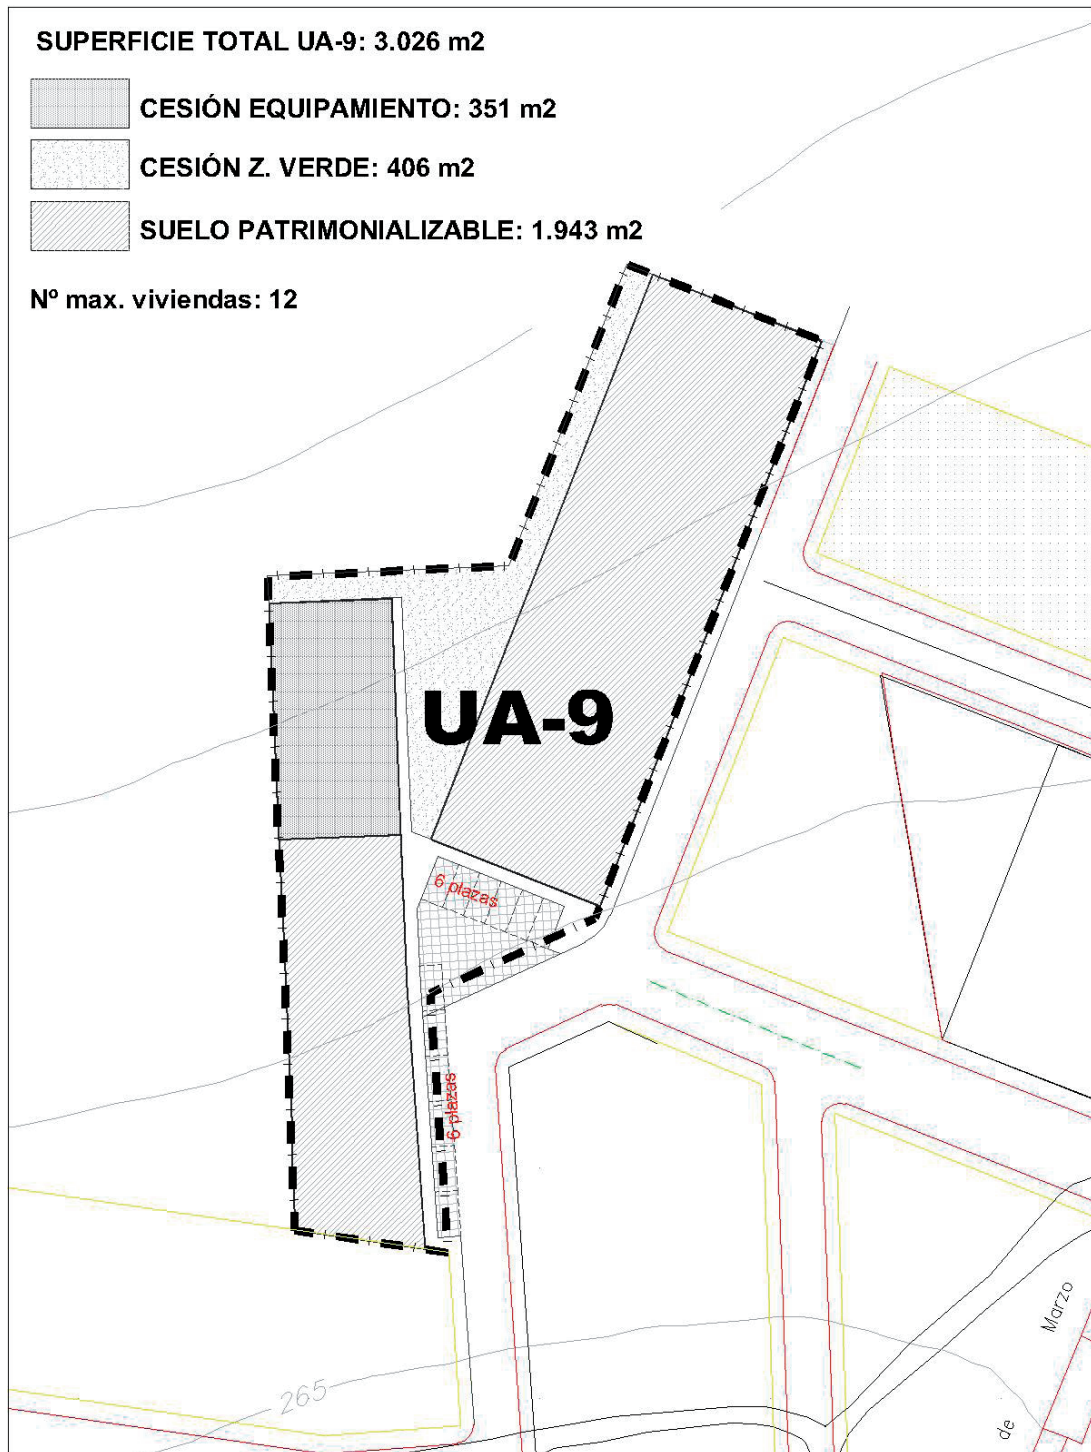 SUPERFICIE TOTAL UA-9: 3.026 m2
CESIÓN EQUIPAMIENTO: 351 m2
CESIÓN Z. VERDE: 406 m2
SUELO PATRIMONIALIZABLE: 1.943 m2
Nº max. viviendas: 12
UA-9
6 plazas
6 plazas
265
Marzo
de